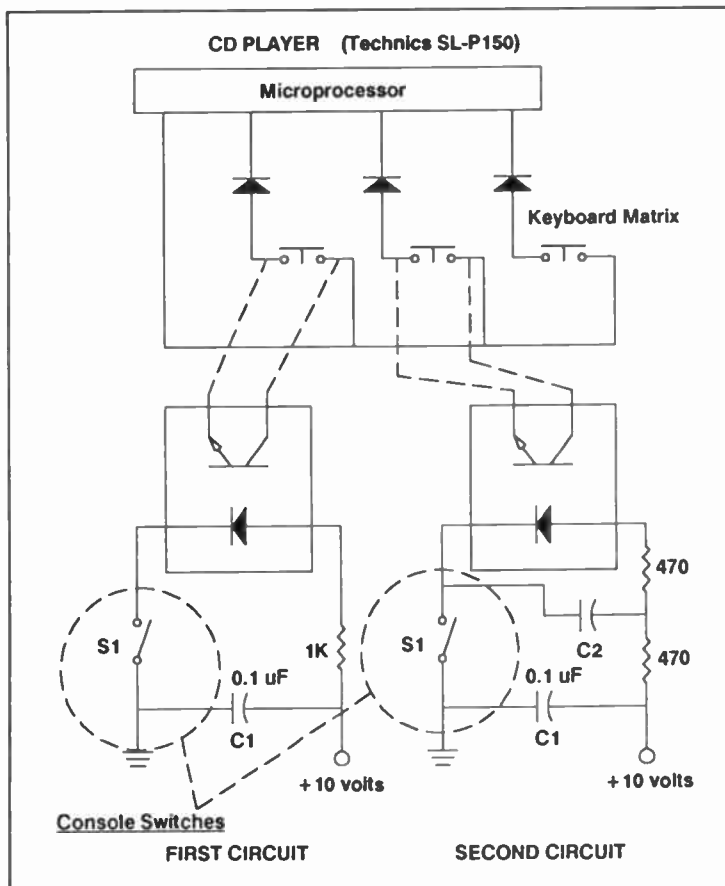 CD PLAYER (Technics SL-P150)
Microprocessor
Keyboard Matrix
S1
1K
0.1 uF
C1
+10 volts
470
C2
S1
470
0.1 uF
C1
+10 volts
Console Switches
FIRST CIRCUIT
SECOND CIRCUIT